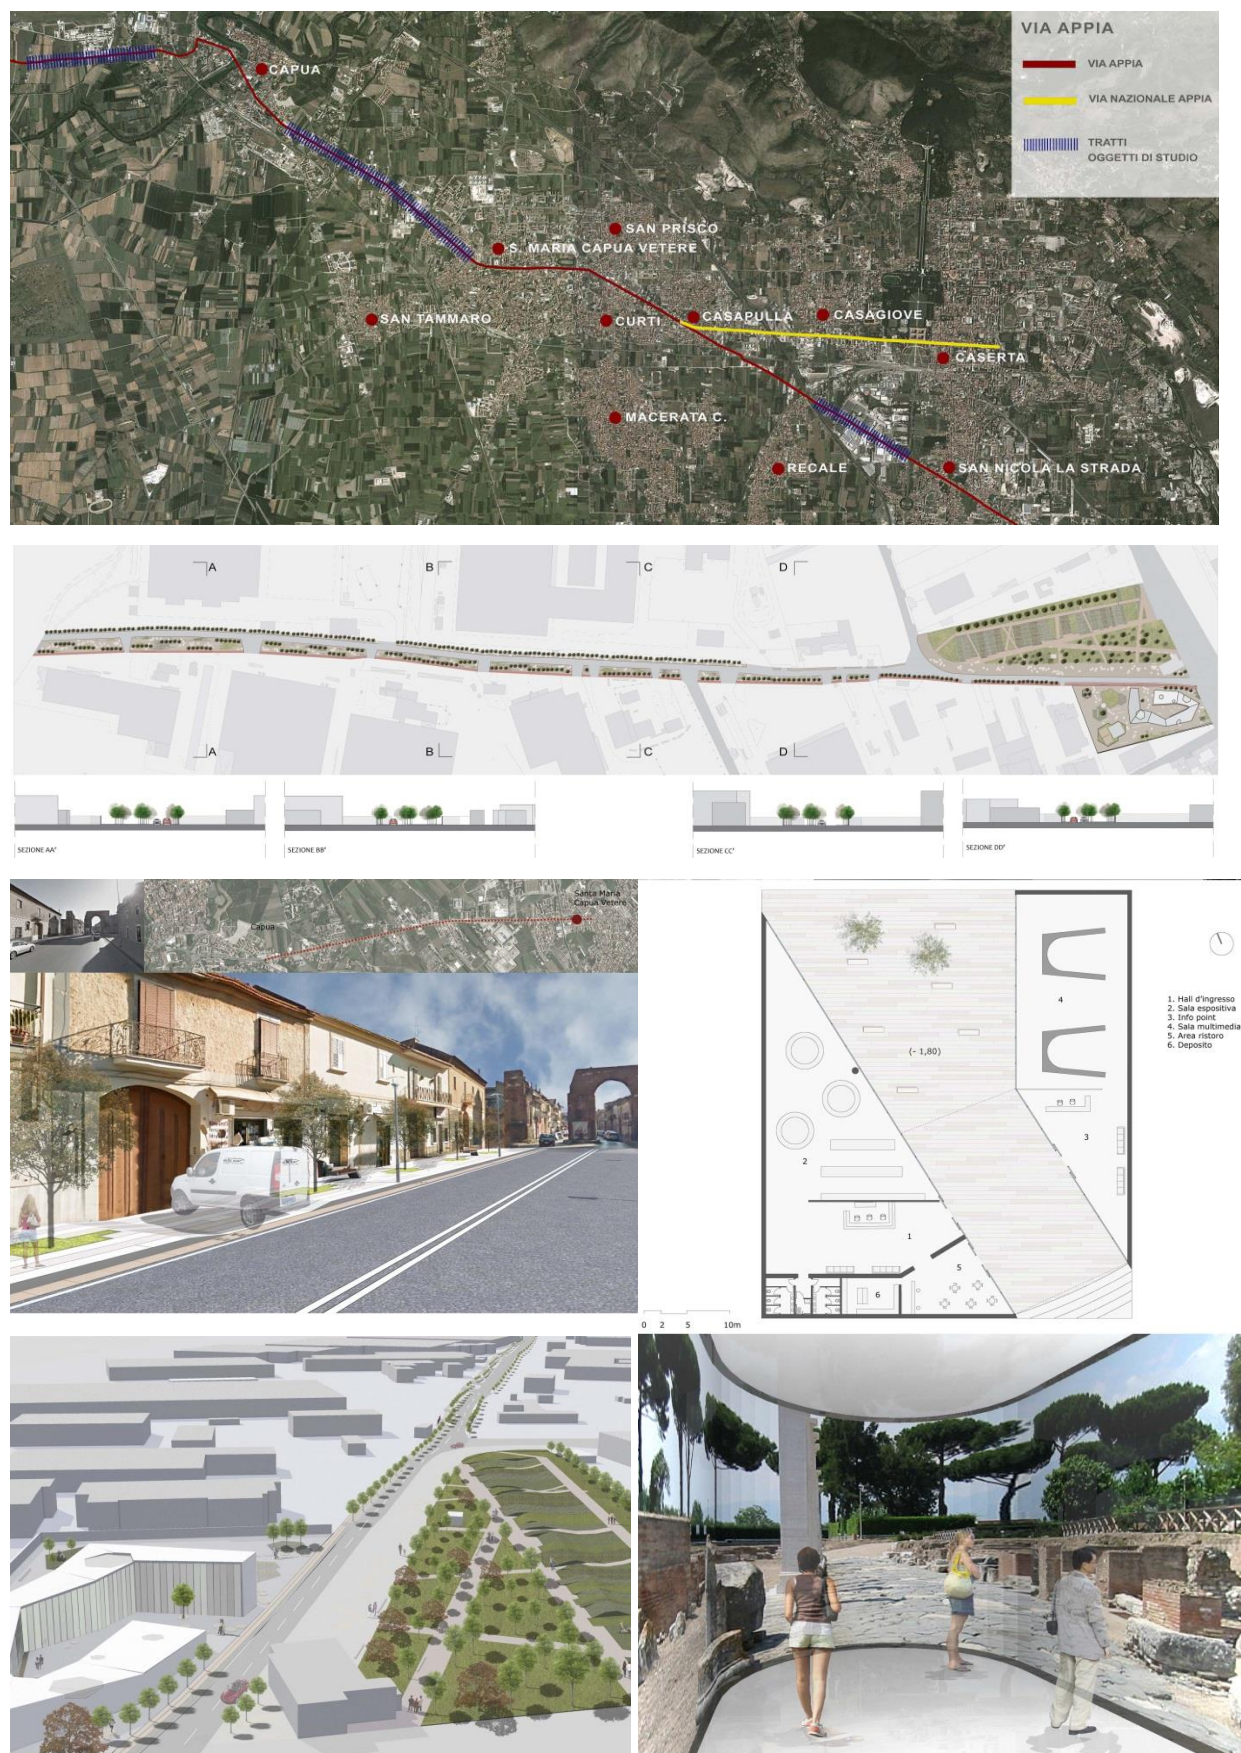 VIA APPIA
VIA APPIA
VIA NAZIONALE APPIA
TRATTI
OGGETTI DI STUDIO
CAPUA
SAN PRISCO
S. MARIA CAPUA VETERE
SAN TAMMARO
CURTI
CASAPULLA
CASAGIOVE
CASERTA
MACERATA C.
RECALE
SAN NICOLA LA STRADA
A
B
C
D
A
B
C
D
SEZIONE AA'
SEZIONE BB'
SEZIONE CC'
SEZIONE DD'
Santa Maria
Capua Vetere
Capua
4
(- 1,80)
3
2
1
5
6
1. Hall d'ingresso
2. Sala espositiva
3. Info point
4. Sala multimedia
5. Area ristoro
6. Deposito
0 2 5 10m